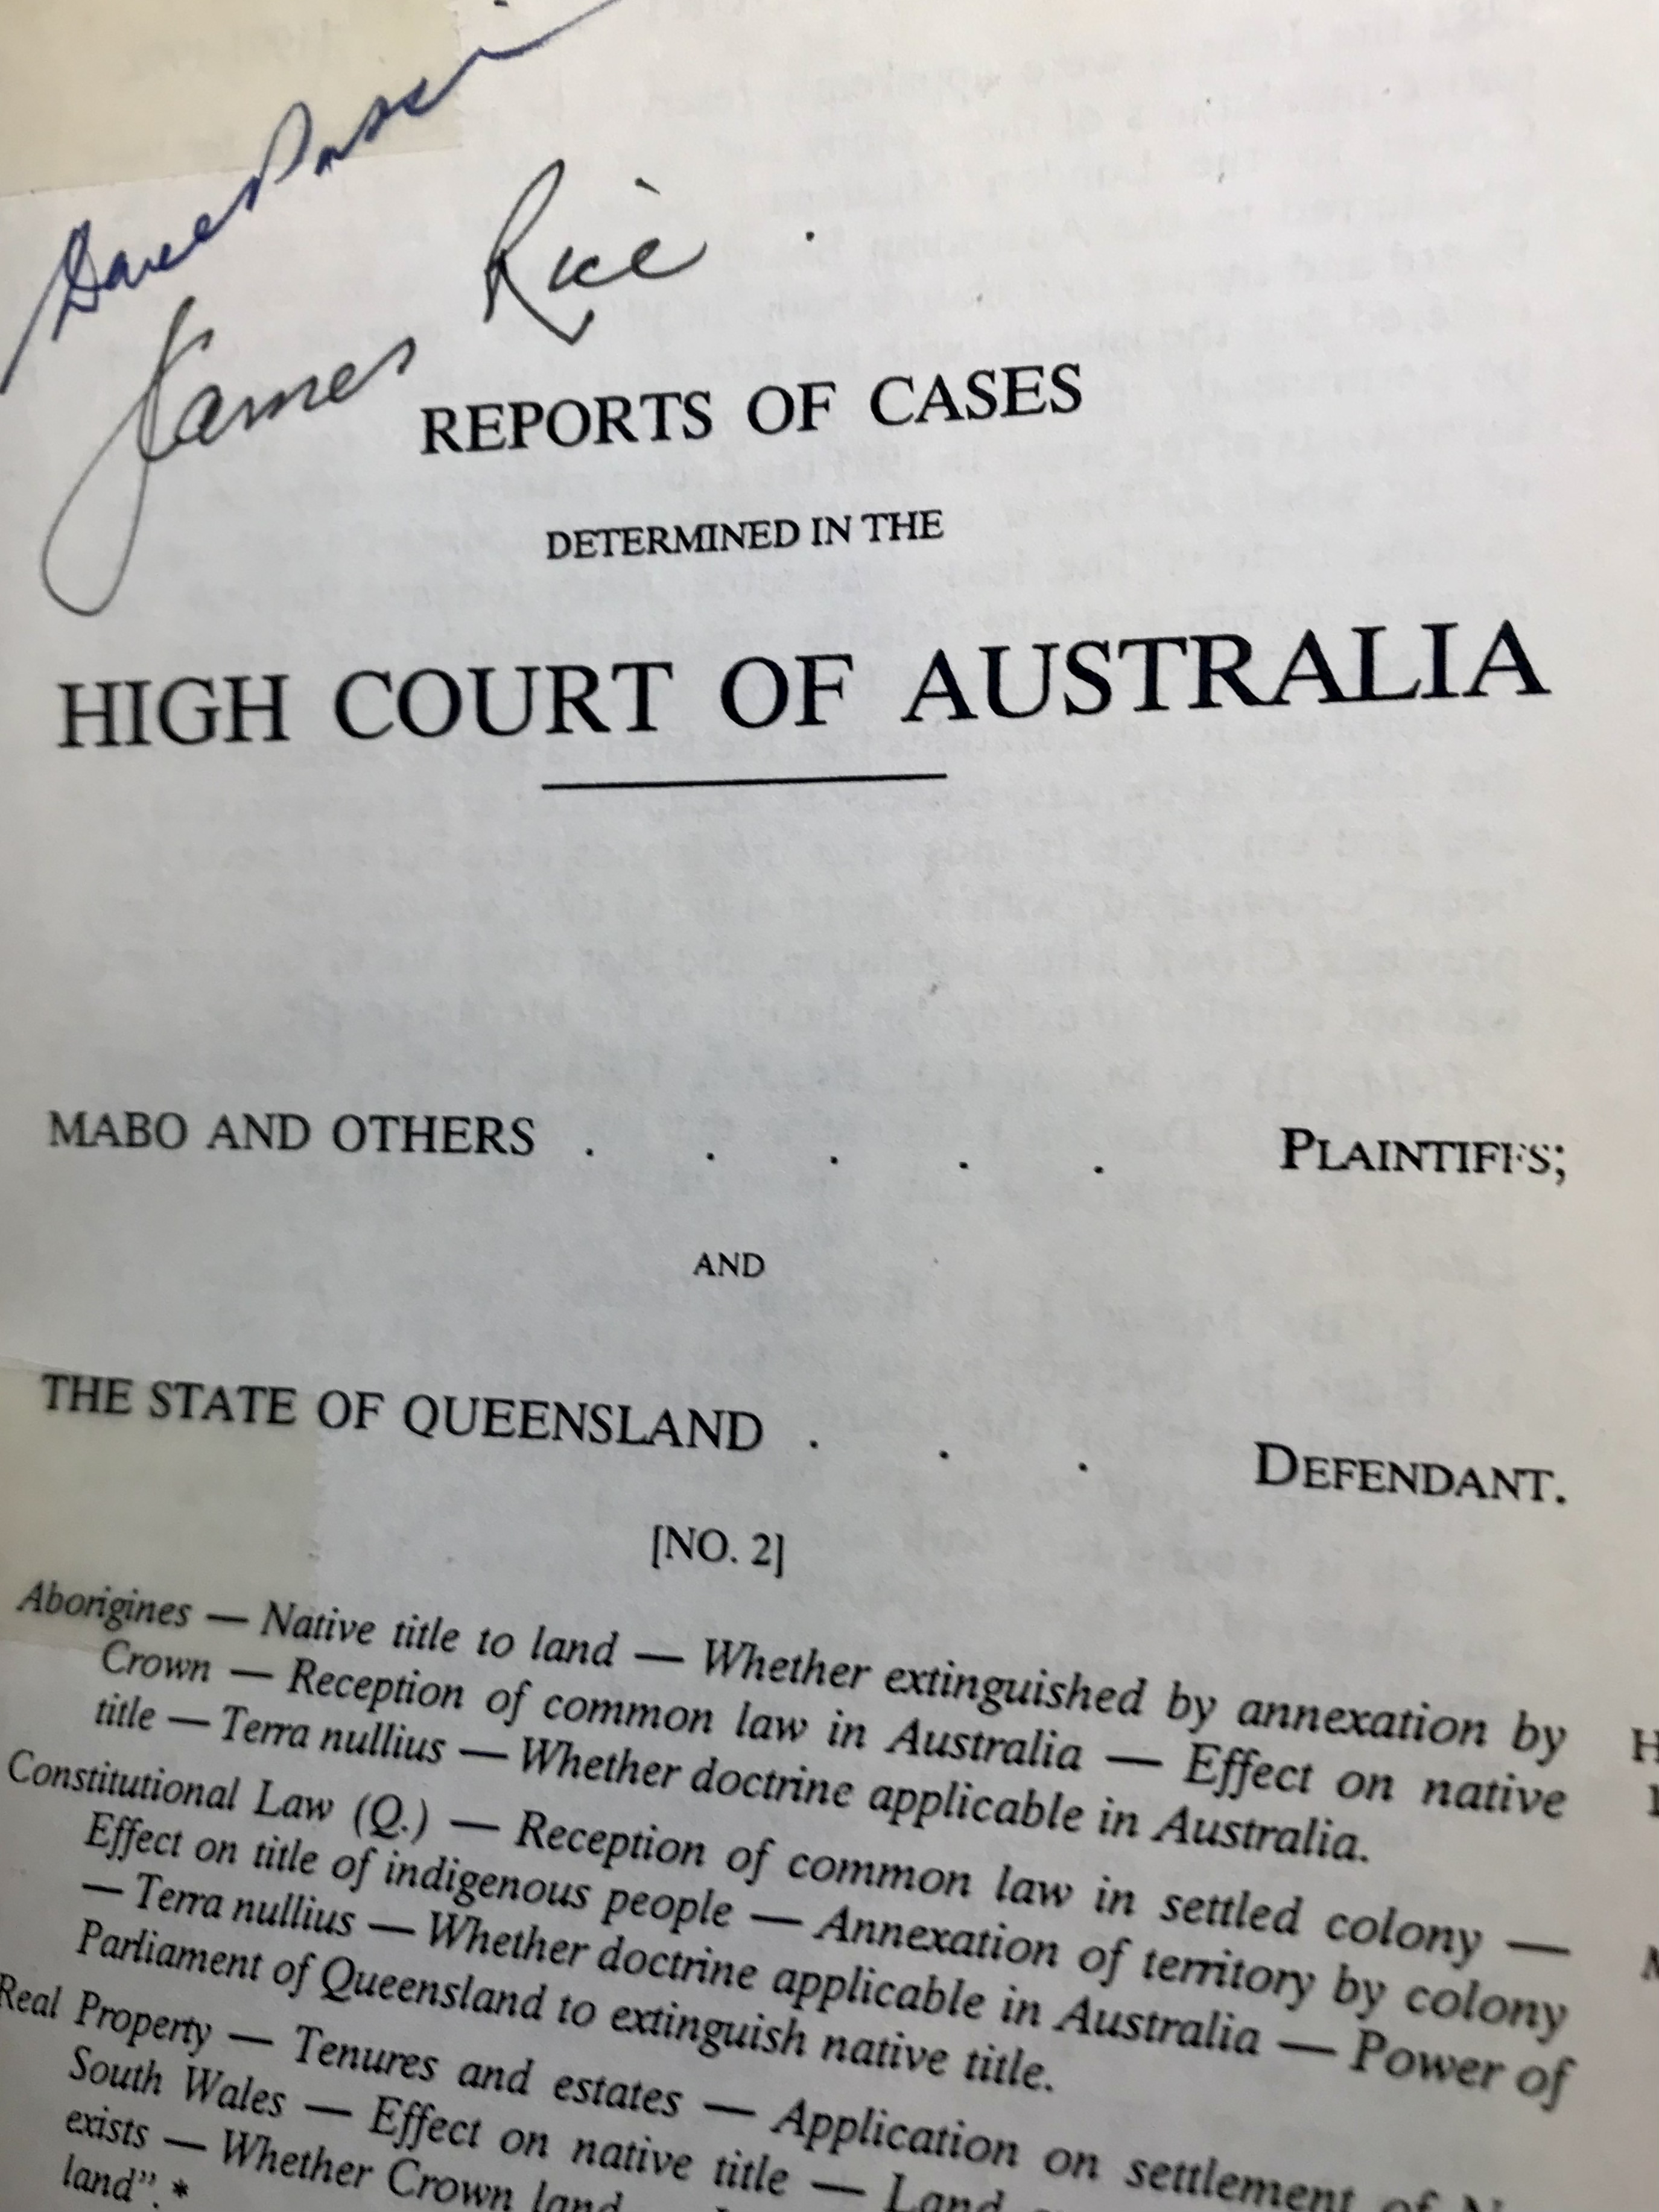 Dave Passi
James Rice
REPORTS OF CASES
DETERMINED IN THE
HIGH COURT OF AUSTRALIA
MABO AND OTHERS . . . . . PLAINTIFFS;
AND
THE STATE OF QUEENSLAND . . . DEFENDANT.
[NO. 2]
Aborigines — Native title to land — Whether extinguished by annexation by
Crown — Reception of common law in Australia — Effect on native
title — Terra nullius — Whether doctrine applicable in Australia.
Constitutional Law (Q.) — Reception of common law in settled colony —
Effect on title of indigenous people — Annexation of territory by colony
— Terra nullius — Whether doctrine applicable in Australia — Power of
Parliament of Queensland to extinguish native title.
Real Property — Tenures and estates — Application on settlement of
South Wales — Effect on native title — Land
exists — Whether Crown land
land".*